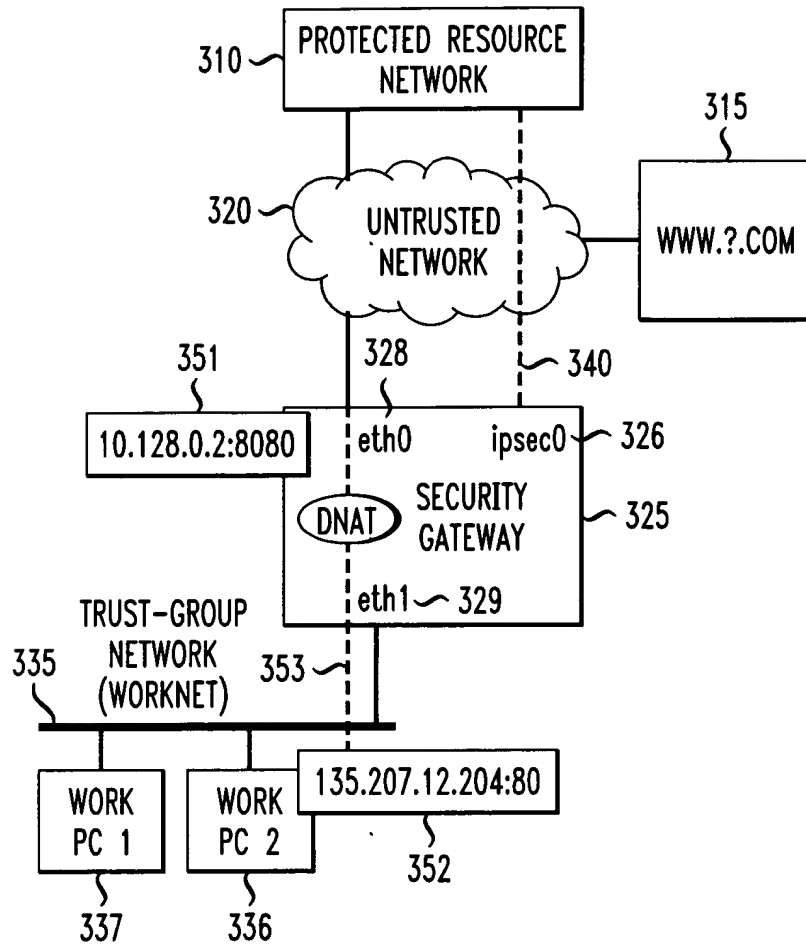 PROTECTED RESOURCE
NETWORK
310
315
WWW.?.COM
320
UNTRUSTED
NETWORK
351
328
340
10.128.0.2:8080
eth0
ipsec0
326
DNAT
SECURITY
GATEWAY
325
eth1
329
TRUST-GROUP
NETWORK
(WORKNET)
335
353
WORK
PC 1
WORK
PC 2
135.207.12.204:80
337
336
352